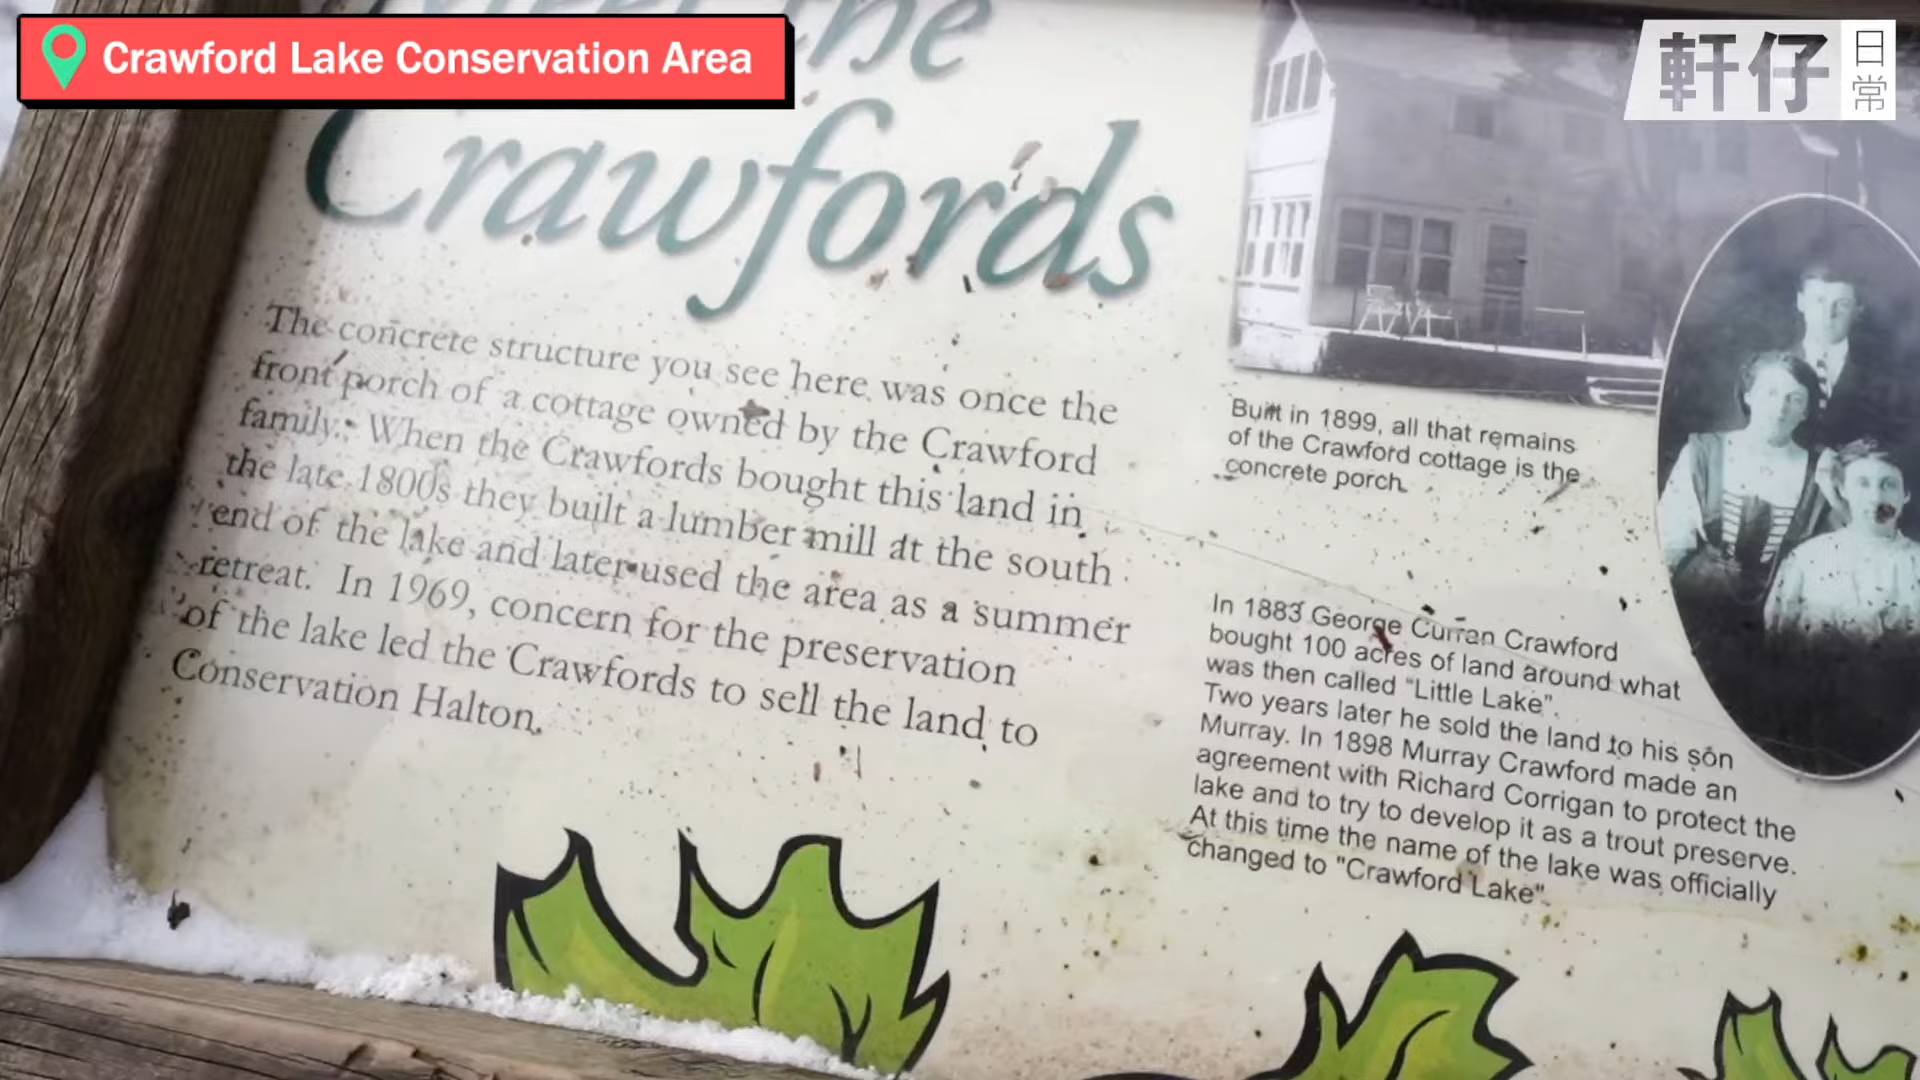 Crawford Lake Conservation Area
軒仔
日常
the
Crawfords
The concrete structure you see here was once the
front porch of a cottage owned by the Crawford
family. When the Crawfords bought this land in
the late 1800s they built a lumber mill at the south
end of the lake and later used the area as a summer
retreat. In 1969, concern for the preservation
of the lake led the Crawfords to sell the land to
Conservation Halton.
Built in 1899, all that remains
of the Crawford cottage is the
concrete porch.
In 1883 George Curran Crawford
bought 100 acres of land around what
was then called "Little Lake".
Two years later he sold the land to his son
Murray. In 1898 Murray Crawford made an
agreement with Richard Corrigan to protect the
lake and to try to develop it as a trout preserve.
At this time the name of the lake was officially
changed to "Crawford Lake".